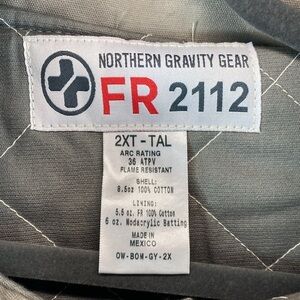 NORTHERN GRAVITY GEAR
FR 2112
2XT - TAL
ARC RATING
36 ATPV
FLAME RESISTANT
SHELL:
8.5oz 100% COTTON
LINING:
5.5 oz. FR 100% Cotton
6 oz. Modacrylic Batting
MADE IN
MEXICO
OW-BOM-GY-2X